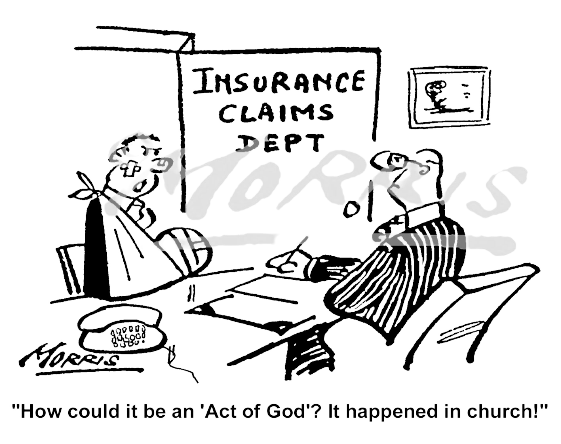 INSURANCE
CLAIMS
DEPT
MORRIS
MORRIS
"How could it be an 'Act of God'? It happened in church!"